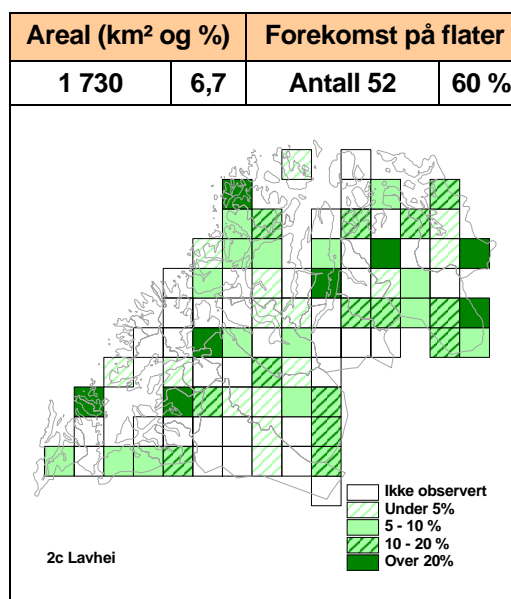 Areal (km² og %) Forekomst på flater
1 730 6,7 Antall 52 60 %
Ikke observert
Under 5%
5 - 10 %
10 - 20 %
Over 20%
2c Lavhei